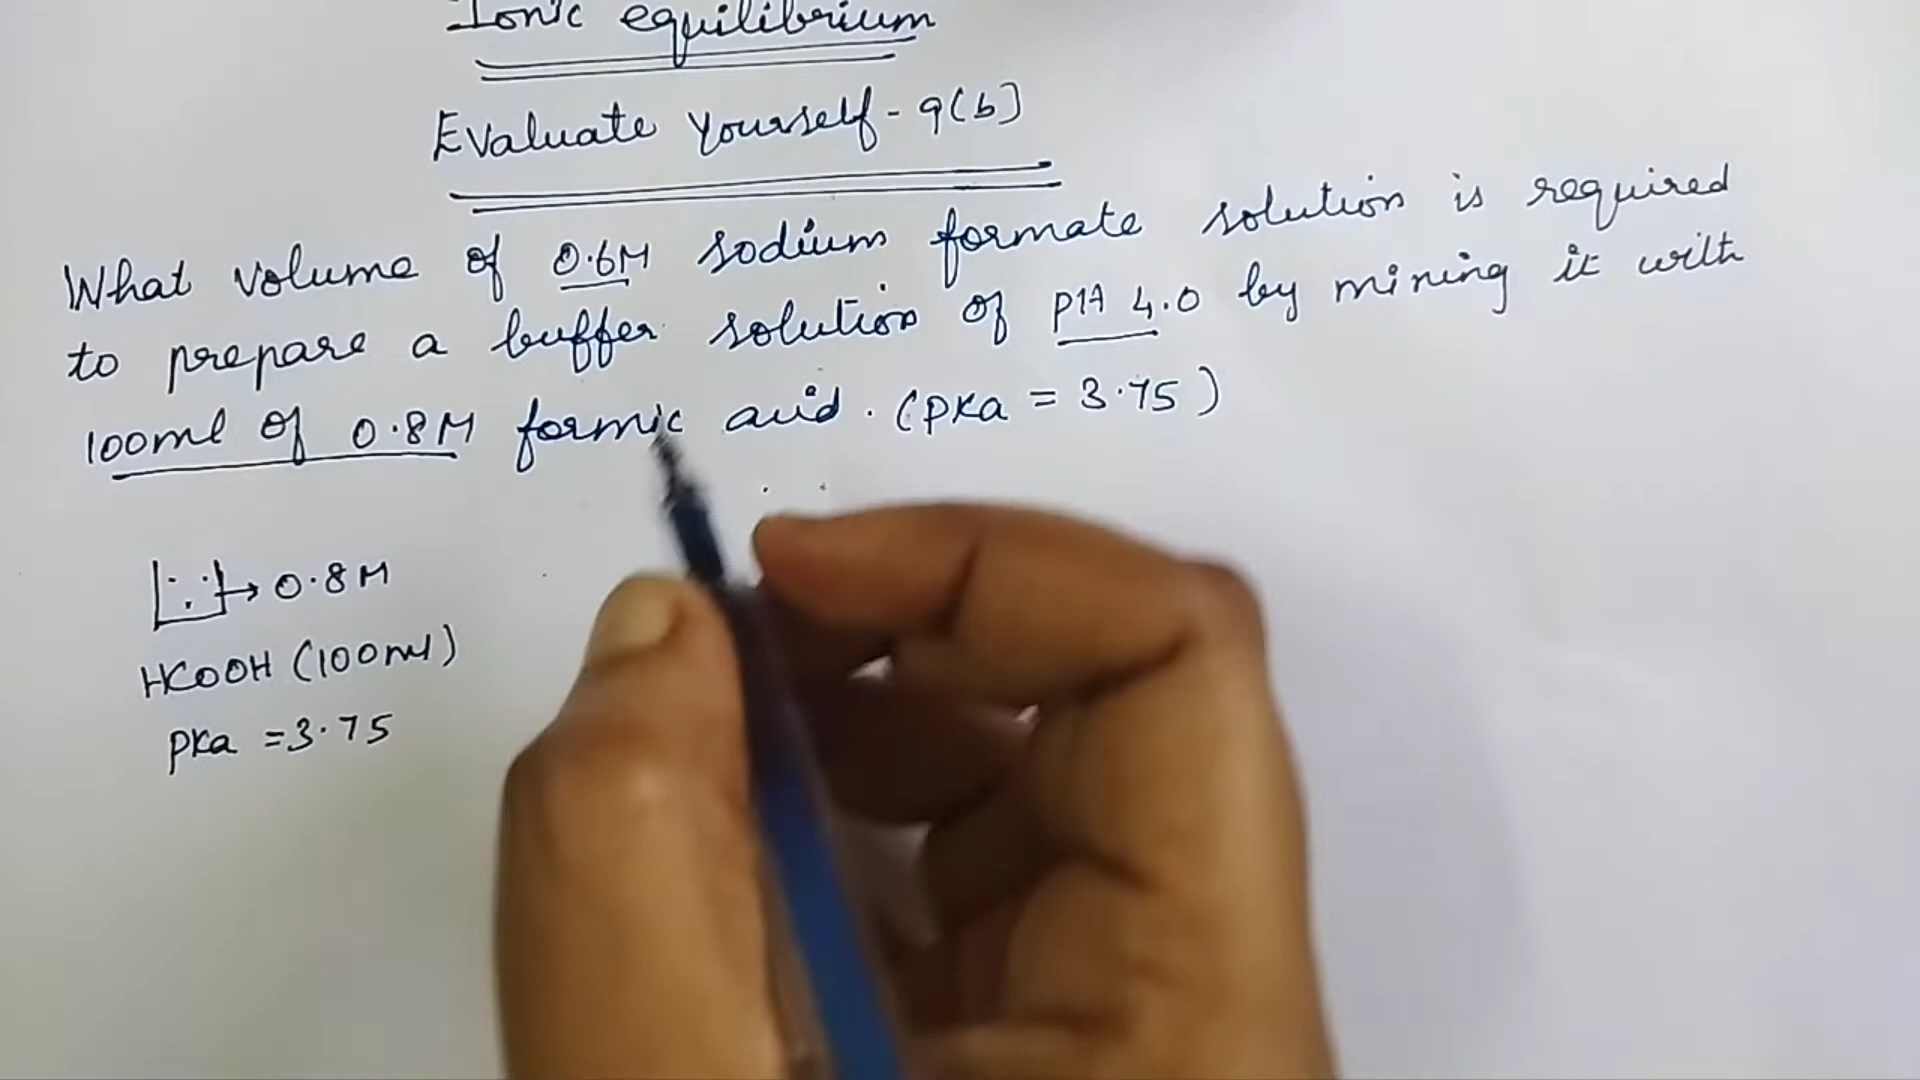 Ionic equilibrium
Evaluate yourself - 9(b)
What volume of 0.6M sodium formate solution is required
to prepare a buffer solution of pH 4.0 by mixing it with
100ml of 0.8M formic acid. (pKa = 3.75)
→ 0.8M
HCOOH (100ml)
pKa = 3.75